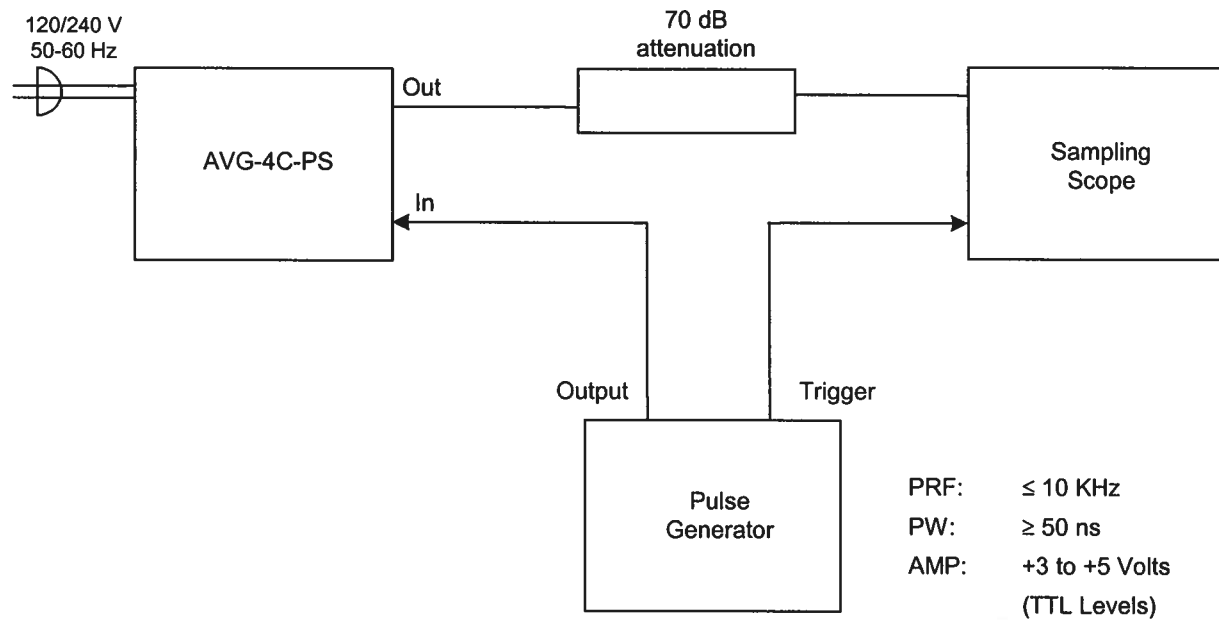 120/240 V
50-60 Hz
70 dB
attenuation
Out
AVG-4C-PS
Sampling
Scope
In
Output
Trigger
Pulse
Generator
PRF: ≤ 10 KHz
PW: ≥ 50 ns
AMP: +3 to +5 Volts
(TTL Levels)